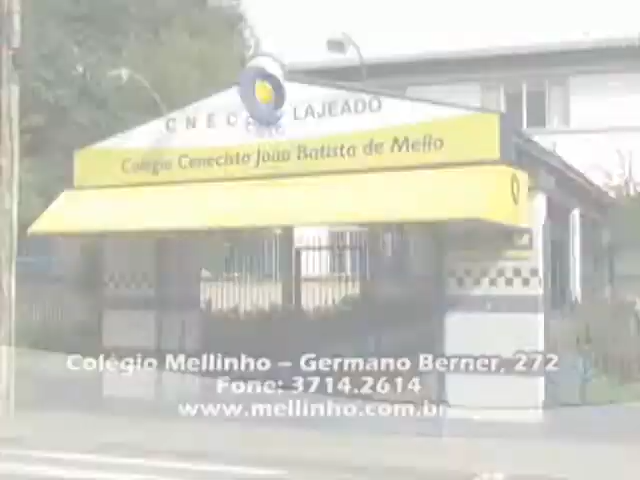 CNEC LAJEADO
Colégio Cenecista João Batista de Mello
Colégio Mellinho – Germano Berner, 272
Fone: 3714.2614
www.mellinho.com.br